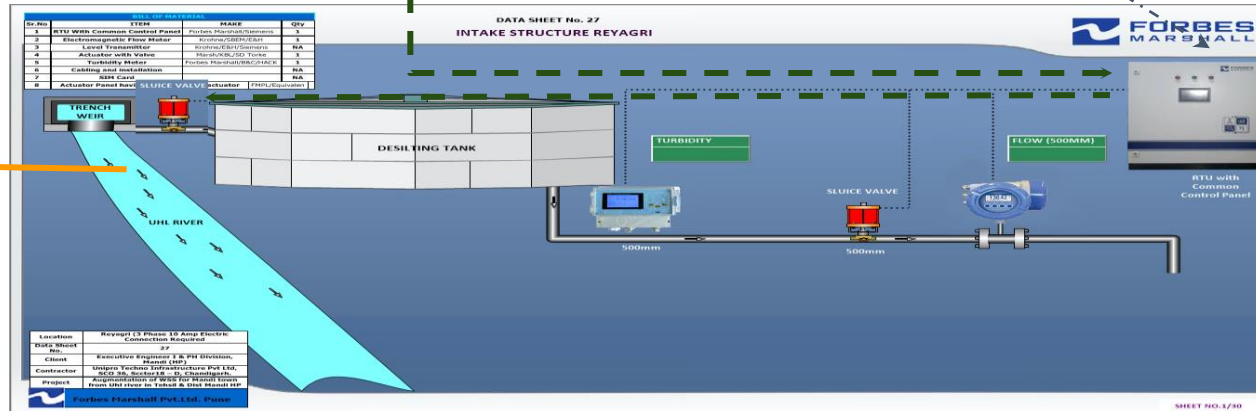 BILL OF MATERIAL
Sr.No ITEM MAKE Qty
1 RTU With Common Control Panel Forbes Marshall/Siemens 1
2 Electromagnetic Flow Meter Krohne/SBEM/E&H 1
3 Level Transmitter Krohne/E&H/Siemens NA
4 Actuator with Valve Marsh/KBL/SD Torke 1
5 Turbidity Meter Forbes Marshall/B&C/HACK 1
6 Cabling and Installation NA
7 SIM Card NA
8 Actuator Panel havi actuator FMPL/Equivalen
DATA SHEET No. 27
INTAKE STRUCTURE REYAGRI
FORBES
MARSHALL
SLUICE VALVE
TRENCH
WEIR
DESILTING TANK
TURBIDITY
FLOW (500MM)
RTU with
Common
Control Panel
SLUICE VALVE
UHL RIVER
500mm
500mm
Location Reyagri (3 Phase 10 Amp Electric
Connection Required
Data Sheet
No. 27
Client Executive Engineer I & PH Division,
Mandi (HP)
Contractor Unipro Techno Infrastructure Pvt Ltd,
SCO 36, Scctor18 – D, Chandigarh.
Project Augmentation of WSS for Mandi town
from Uhl river in Tehsil & Dist Mandi HP
Forbes Marshall Pvt.Ltd. Pune
SHEET NO.1/30